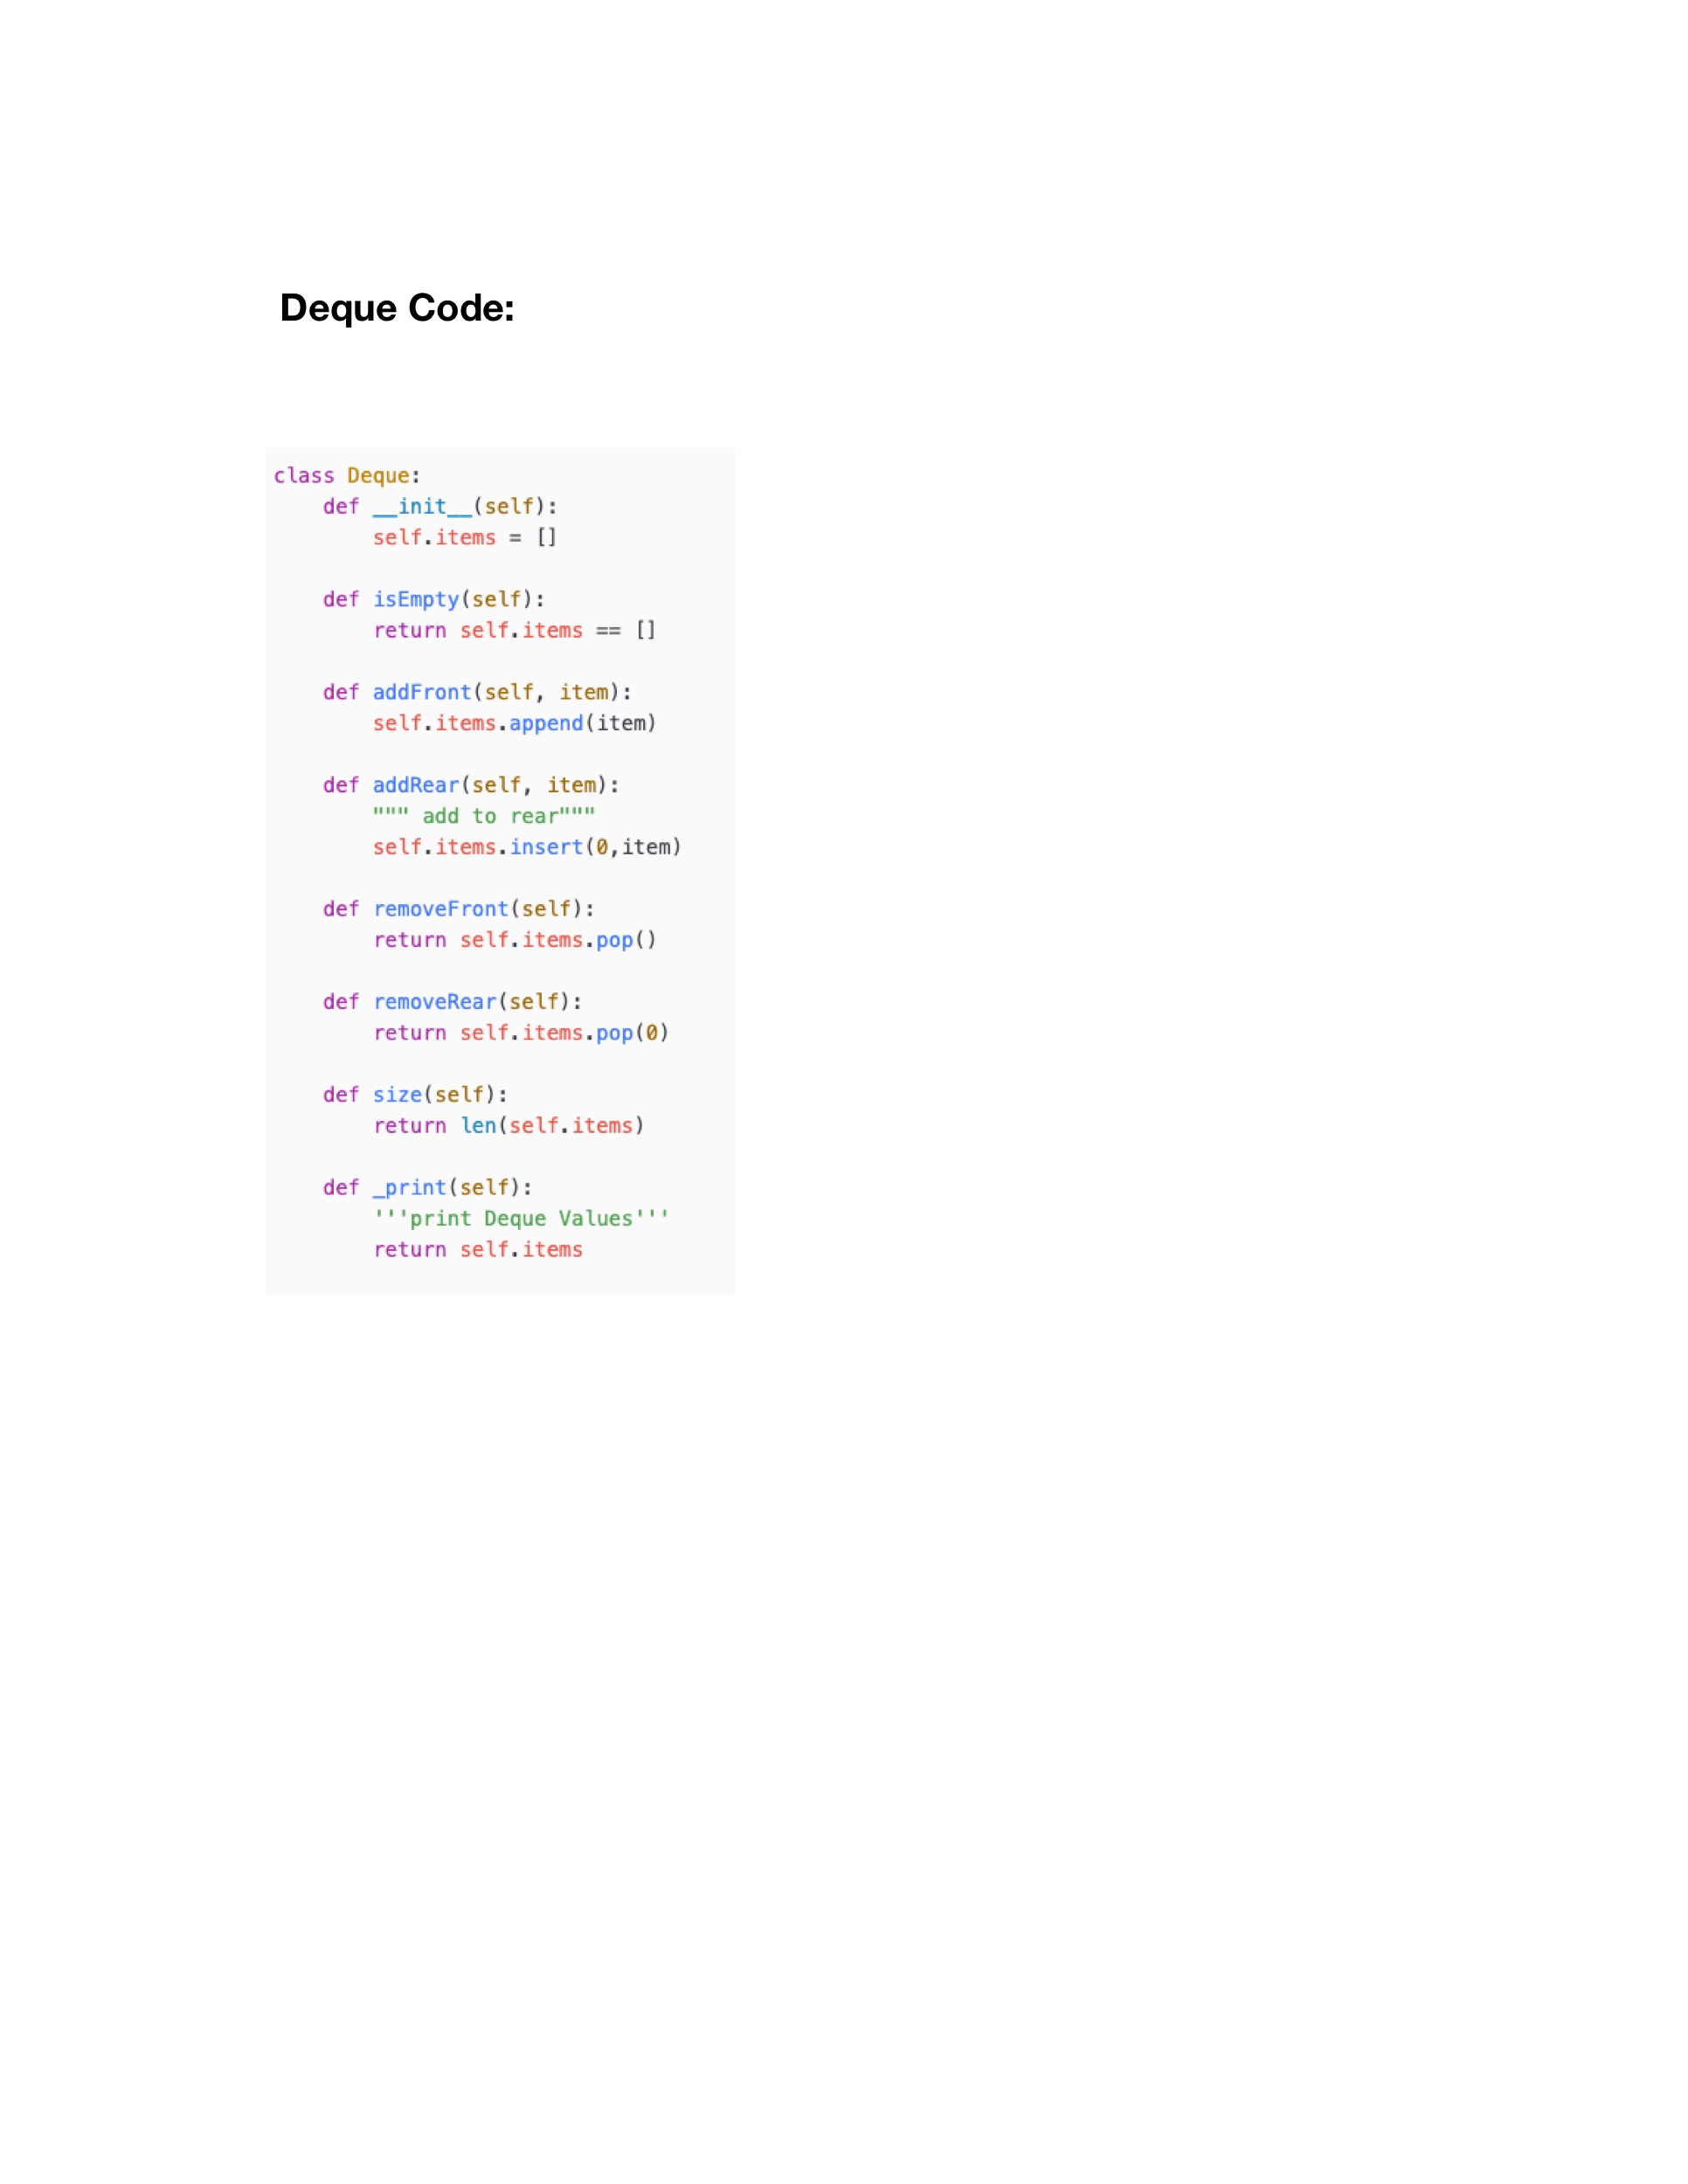 Deque Code:
class Deque:
    def __init__(self):
        self.items = []

    def isEmpty(self):
        return self.items == []

    def addFront(self, item):
        self.items.append(item)

    def addRear(self, item):
        """ add to rear"""
        self.items.insert(0,item)

    def removeFront(self):
        return self.items.pop()

    def removeRear(self):
        return self.items.pop(0)

    def size(self):
        return len(self.items)

    def _print(self):
        '''print Deque Values'''
        return self.items